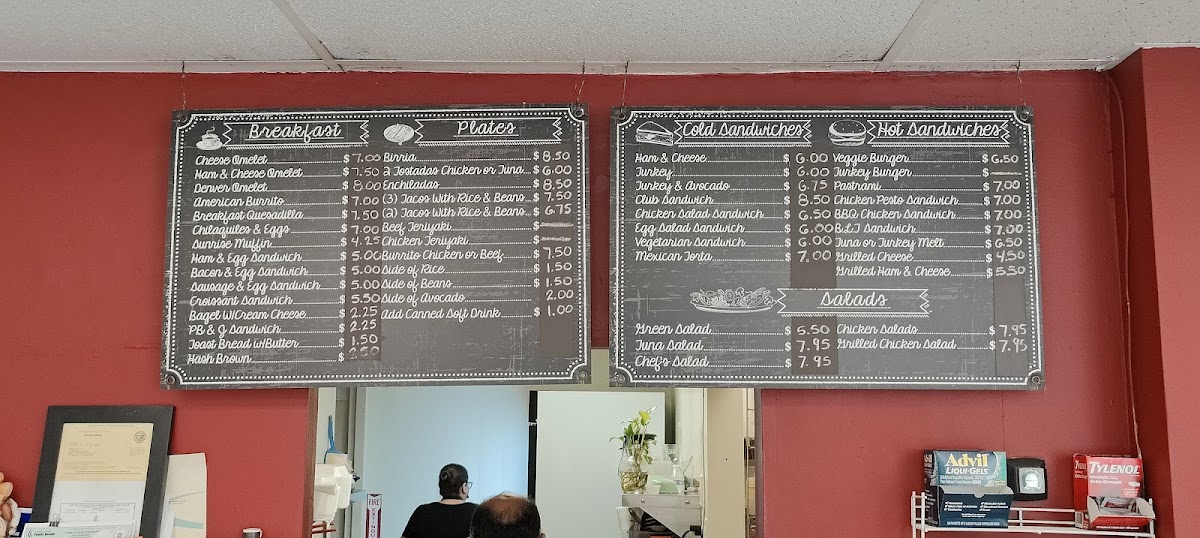 Breakfast
Cheese Omelet $ 7.00
Ham & Cheese Omelet $ 7.50
Denver Omelet $ 8.00
American Burrito $ 7.00
Breakfast Quesadilla $ 7.50
Chilaquiles & Eggs $ 7.00
Sunrise Muffin $ 4.25
Ham & Egg Sandwich $ 5.00
Bacon & Egg Sandwich $ 5.00
Sausage & Egg Sandwich $ 5.00
Croissant Sandwich $ 5.50
Bagel W/Cream Cheese $ 2.25
PB & J Sandwich $ 2.25
Toast Bread w/Butter $ 1.50
Hash Brown $ 2.50
Plates
Birria $ 8.50
2 Tostadas Chicken or Tuna $ 6.00
Enchiladas $ 8.50
(3) Tacos With Rice & Beans $ 7.50
(2) Tacos With Rice & Beans $ 6.75
Beef Teriyaki $
Chicken Teriyaki $
Burrito Chicken or Beef $ 7.50
Side of Rice $ 1.50
Side of Beans $ 1.50
Side of Avocado 2.00
Add Canned Soft Drink $ 1.00
Cold Sandwiches
Ham & Cheese $ 6.00
Turkey $ 6.00
Turkey & Avocado $ 6.75
Club Sandwich $ 8.50
Chicken Salad Sandwich $ 6.50
Egg Salad Sandwich $ 6.00
Vegetarian Sandwich $ 6.00
Mexican Torta $ 7.00
Hot Sandwiches
Veggie Burger $ 6.50
Turkey Burger $
Pastrami $ 7.00
Chicken Pesto Sandwich $ 7.00
BBQ Chicken Sandwich $ 7.00
B.L.T Sandwich $ 7.00
Tuna or Turkey Melt $ 6.50
Grilled Cheese $ 4.50
Grilled Ham & Cheese $ 5.50
Salads
Green Salad $ 5.50
Tuna Salad $ 7.95
Chef's Salad $ 7.95
Chicken Salads $ 7.95
Grilled Chicken Salad $ 7.95
FIRE
Advil
LIQUI-GELS
TYLENOL